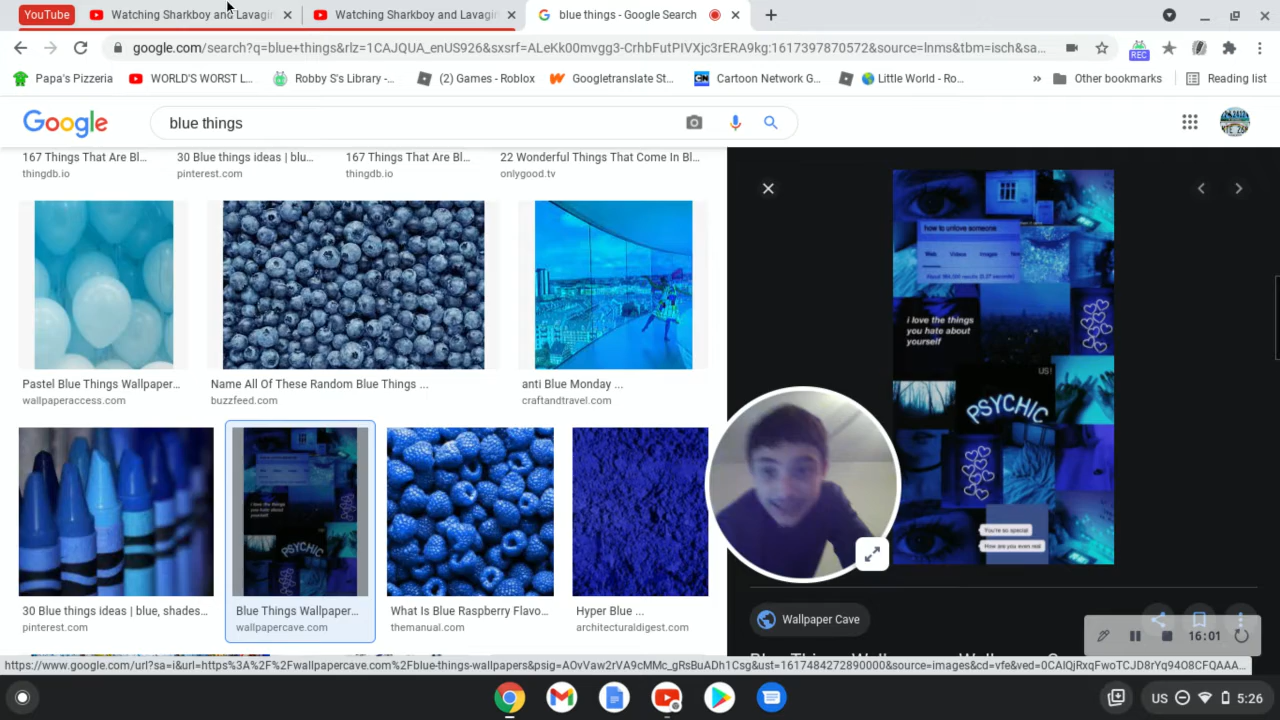 YouTube
Watching Sharkboy and Lavagir
Watching Sharkboy and Lavagir
blue things - Google Search
google.com/search?q=blue+things&rlz=1CAJQUA_enUS926&sxsrf=ALeKk00mvgg3-CrhbFutPIVXjc3rERA9kg:1617397870572&source=lnms&tbm=isch&sa...
REC
Papa's Pizzeria
WORLD'S WORST L...
Robby S's Library -...
(2) Games - Roblox
Googletranslate St...
Cartoon Network G...
Little World - Ro...
»
Other bookmarks
Reading list
Google
blue things
167 Things That Are Bl...
thingdb.io
30 Blue things ideas | blu...
pinterest.com
167 Things That Are Bl...
thingdb.io
22 Wonderful Things That Come In Bl...
onlygood.tv
Pastel Blue Things Wallpaper...
wallpaperaccess.com
Name All Of These Random Blue Things ...
buzzfeed.com
anti Blue Monday ...
craftandtravel.com
30 Blue things ideas | blue, shades...
pinterest.com
Blue Things Wallpaper...
wallpapercave.com
What Is Blue Raspberry Flavo...
themanual.com
Hyper Blue ...
architecturaldigest.com
how to unlove someone
Web Videos Images
i love the things
you hate about
yourself
US!
PSYCHIC
You're so special
How are you even real
Wallpaper Cave
16:01
https://www.google.com/url?sa=i&url=https%3A%2F%2Fwallpapercave.com%2Fblue-things-wallpapers&psig=AOvVaw2rVA9cMMc_gRsBuADh1Csg&ust=1617484272890000&source=images&cd=vfe&ved=0CAIQjRxqFwoTCJD8rYq94O8CFQAAA...
US
5:26